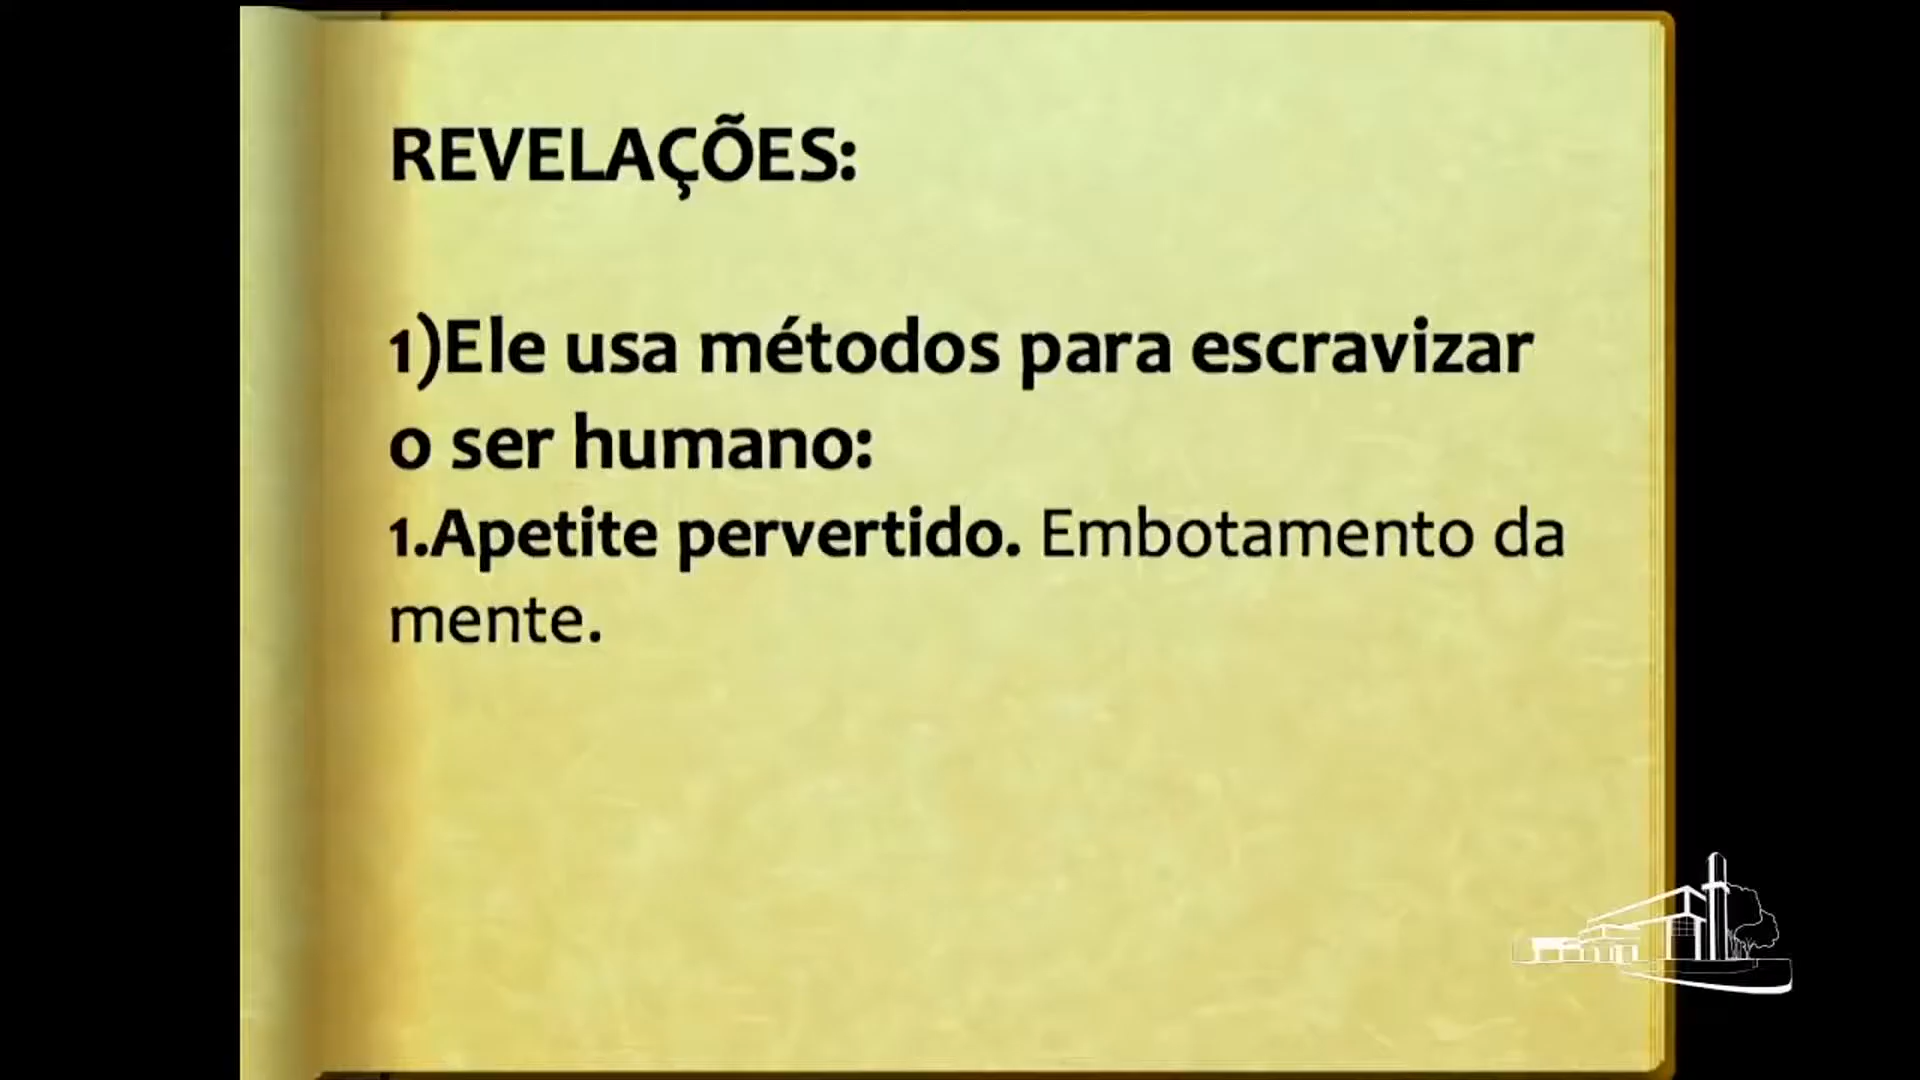 REVELAÇÕES:
1)Ele usa métodos para escravizar
o ser humano:
1.Apetite pervertido. Embotamento da
mente.